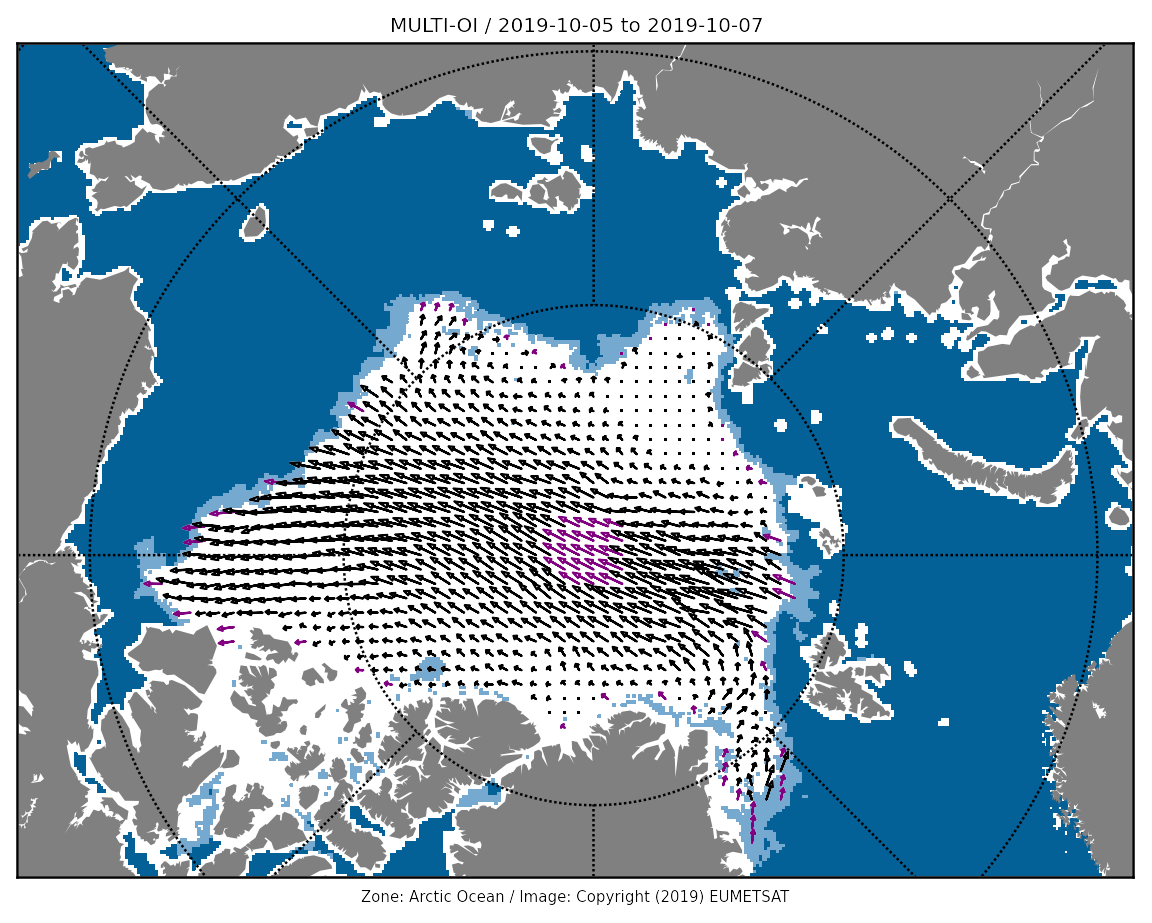 MULTI-OI / 2019-10-05 to 2019-10-07
Zone: Arctic Ocean / Image: Copyright (2019) EUMETSAT